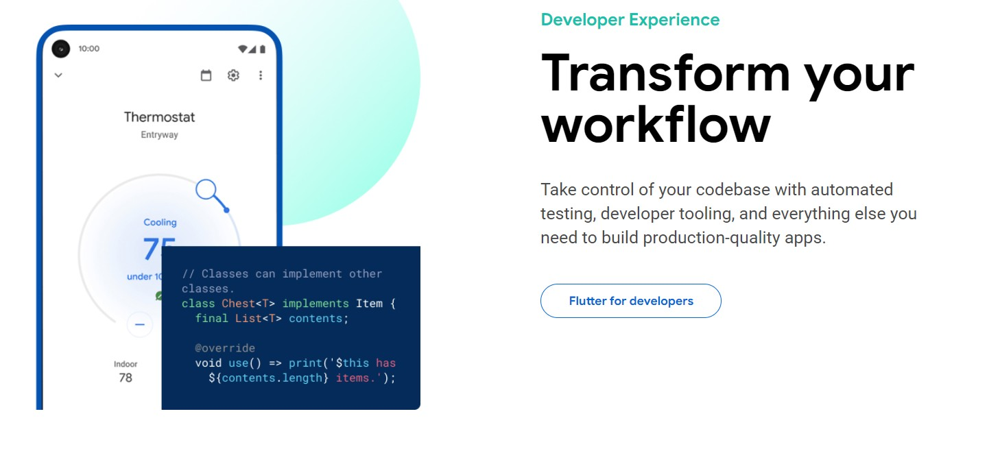 10:00
Thermostat
Entryway
Cooling
75
under
Indoor
78
// Classes can implement other
classes.
class Chest<T> implements Item {
final List<T> contents;
@override
void use() => print('$this has
${contents.length} items.');
Developer Experience
Transform your
workflow
Take control of your codebase with automated
testing, developer tooling, and everything else you
need to build production-quality apps.
Flutter for developers